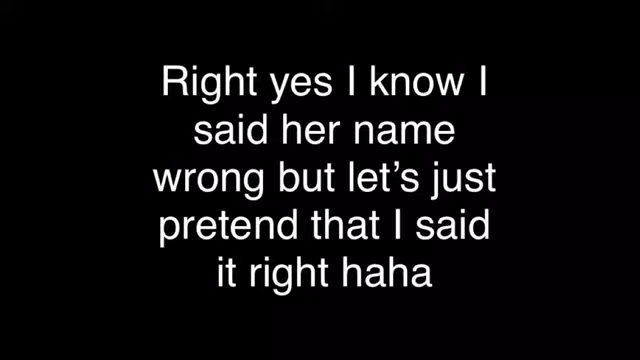 Right yes I know I
said her name
wrong but let’s just
pretend that I said
it right haha